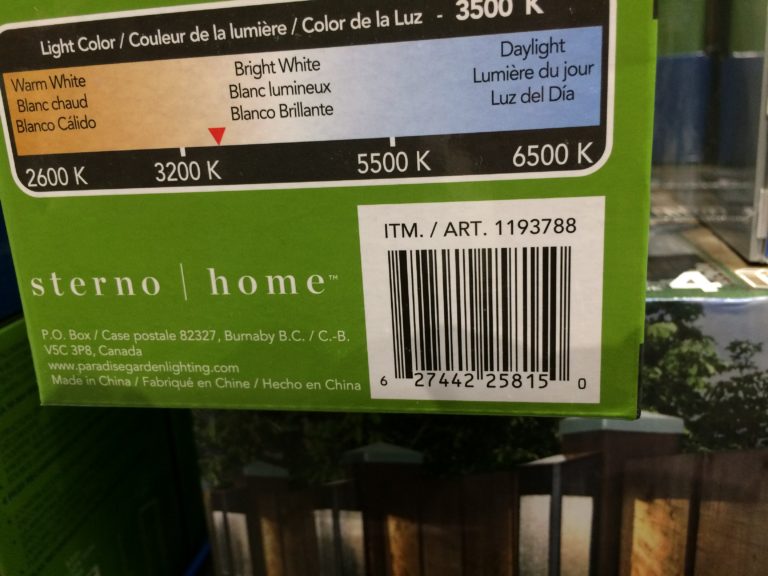 Light Color / Couleur de la lumière / Color de la Luz - 3500 K
Warm White
Blanc chaud
Blanco Cálido
Bright White
Blanc lumineux
Blanco Brillante
Daylight
Lumière du jour
Luz del Día
2600 K 3200 K 5500 K 6500 K
ITM. / ART. 1193788
sterno | home™
P.O. Box / Case postale 82327, Burnaby B.C. / C.-B.
V5C 3P8, Canada
www.paradisegardenlighting.com
Made in China / Fabriqué en Chine / Hecho en China
6 27442 25815 0
4